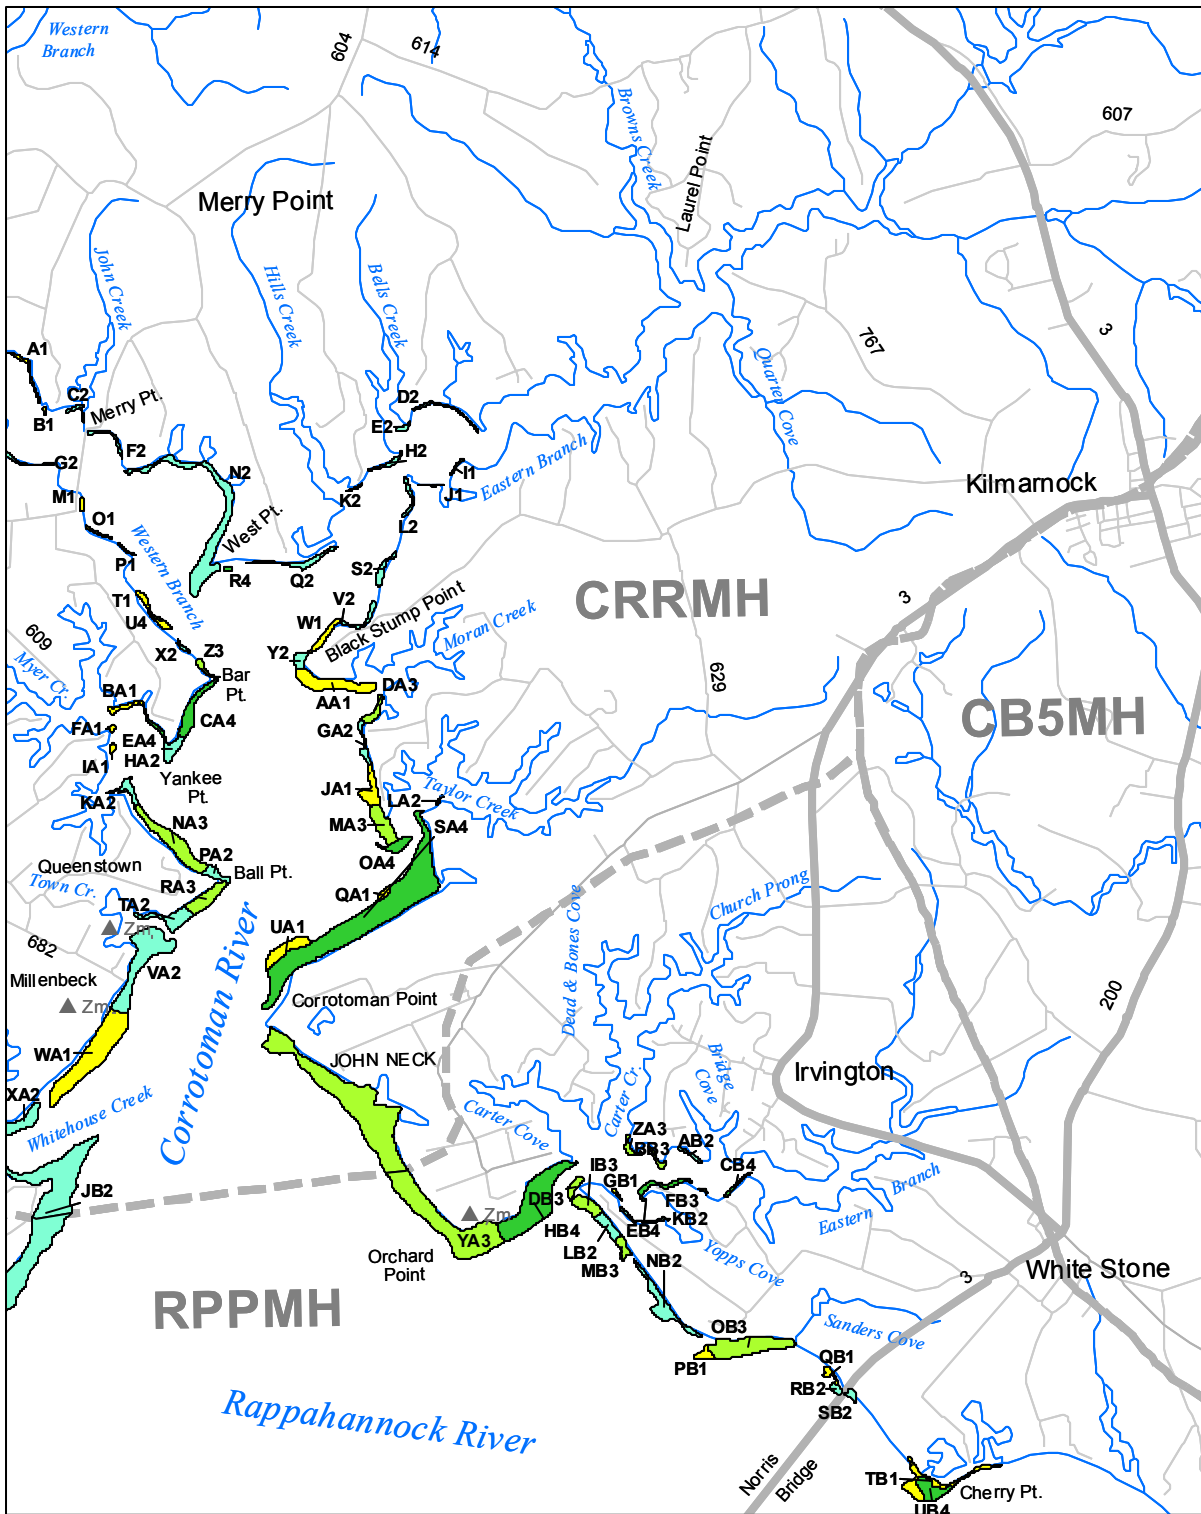 Western
Branch
604
614
Browns Creek
607
Laurel Point
Merry Point
John Creek
Hills Creek
Bells Creek
3
767
Quarter Cove
A1
C2
B1
Merry Pt.
D2
E2
F2
H2
G2
N2
I1
Eastern Branch
J1
K2
M1
Kilmarnock
O1
L2
West Pt.
P1
Western Branch
R4
Q2
S2
CRRMH
T1
V2
3
U4
W1
Black Stump Point
Moran Creek
609
X2
Z3
Y2
Myer Cr.
Bar
Pt.
DA3
629
BA1
AA1
CB5MH
FA1
CA4
GA2
EA4
HA2
IA1
Yankee
Pt.
JA1
Taylor Creek
KA2
LA2
NA3
MA3
SA4
PA2
OA4
Queenstown
Ball Pt.
Town Cr.
RA3
QA1
Church Prong
TA2
Zm
UA1
Dead & Bones Cove
682
VA2
Millenbeck
Corrotoman River
Corrotoman Point
200
Zm
WA1
JOHN NECK
Bridge
Cove
Irvington
XA2
Whitehouse Creek
Carter Cove
Carter Cr.
ZA3
BB3
AB2
IB3
GB1
CB4
JB2
DB3
FB3
Eastern Branch
Zm
HB4
EB4
KB2
YA3
LB2
Yopps Cove
Orchard
Point
MB3
NB2
3
White Stone
RPPMH
OB3
Sanders Cove
PB1
QB1
RB2
SB2
Rappahannock River
Norris
Bridge
TB1
Cherry Pt.
UB4